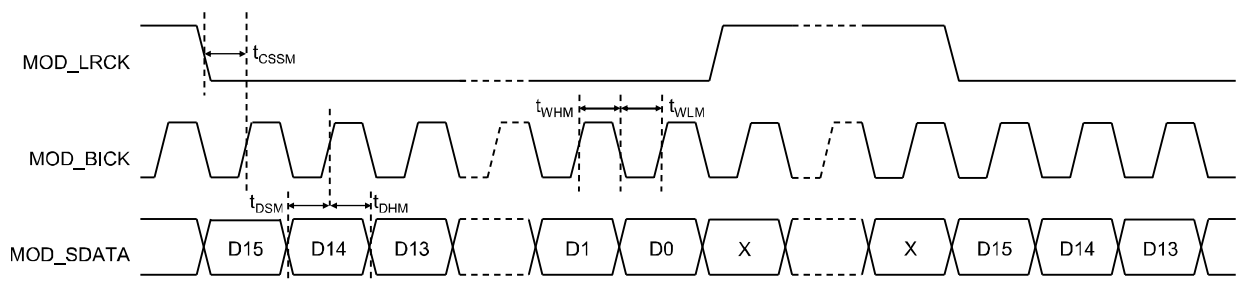 MOD_LRCK
tCSSM
MOD_BICK
tWHM
tWLM
tDSM
tDHM
MOD_SDATA
D15 D14 D13 D1 D0 X X D15 D14 D13